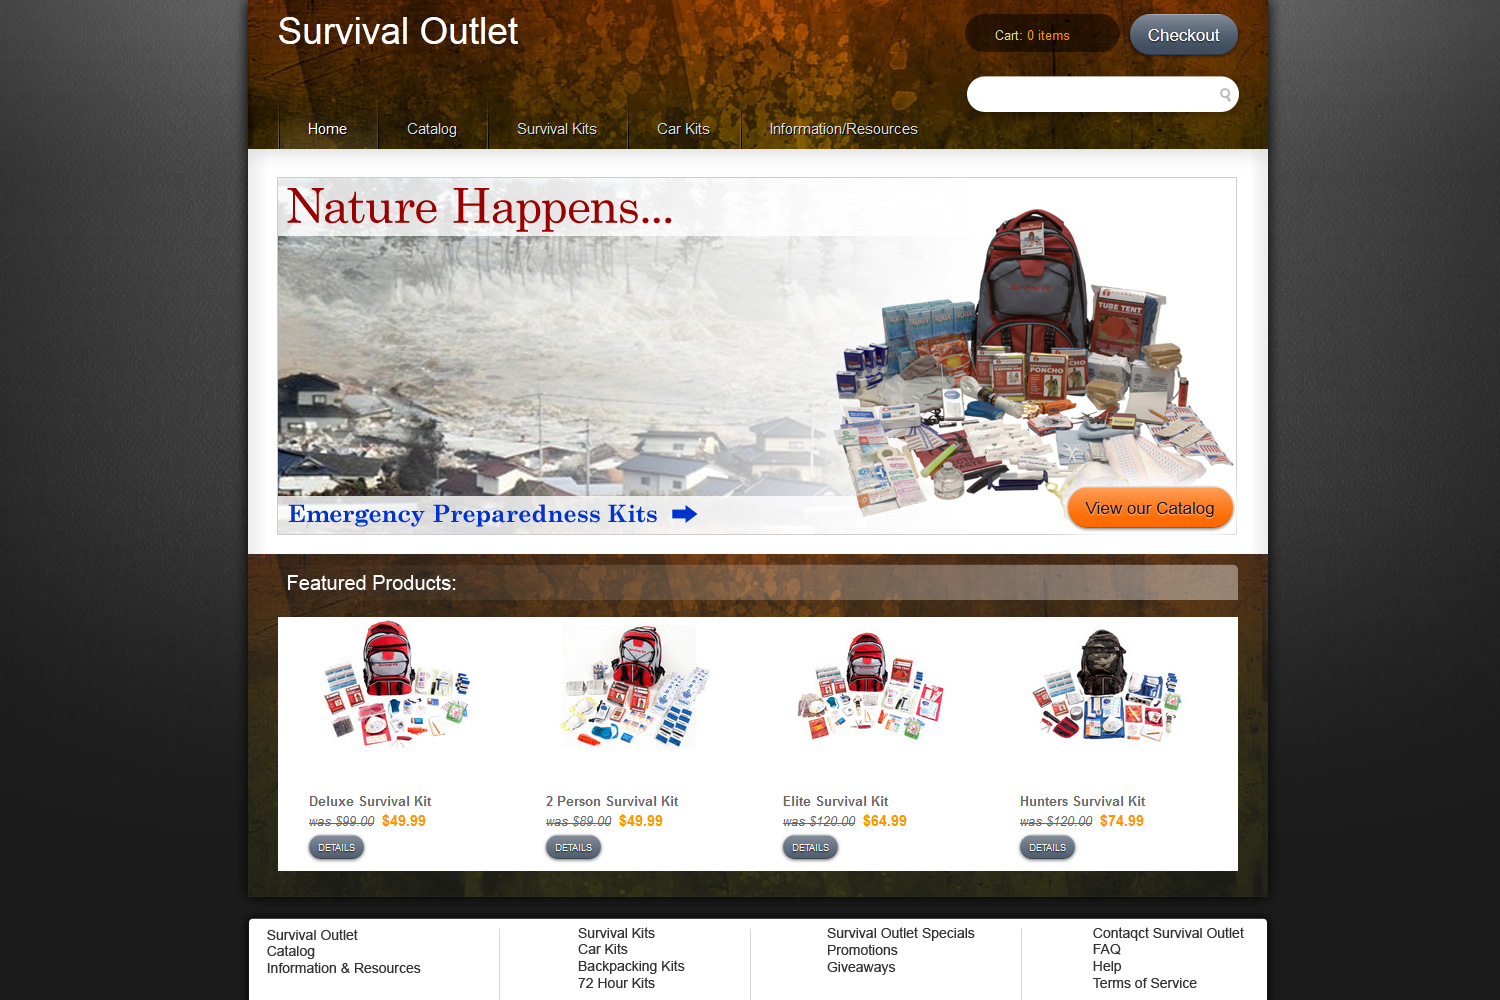 Survival Outlet
Cart: 0 items
Checkout
Home
Catalog
Survival Kits
Car Kits
Information/Resources
Nature Happens...
TUBE TENT
PONCHO
Emergency Preparedness Kits
View our Catalog
Featured Products:
Deluxe Survival Kit
was $99.00 $49.99
DETAILS
2 Person Survival Kit
was $89.00 $49.99
DETAILS
Elite Survival Kit
was $120.00 $64.99
DETAILS
Hunters Survival Kit
was $120.00 $74.99
DETAILS
Survival Outlet
Catalog
Information & Resources
Survival Kits
Car Kits
Backpacking Kits
72 Hour Kits
Survival Outlet Specials
Promotions
Giveaways
Contaqct Survival Outlet
FAQ
Help
Terms of Service